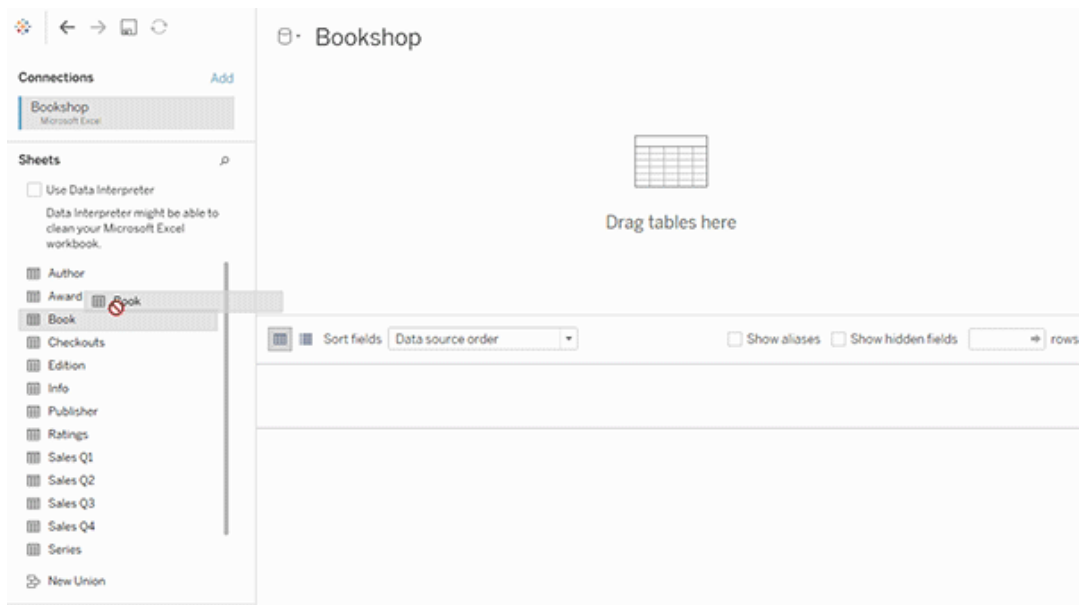 Bookshop
Connections
Add
Bookshop
Microsoft Excel
Sheets
Use Data Interpreter
Data Interpreter might be able to
clean your Microsoft Excel
workbook.
Author
Award
Book
Book
Checkouts
Edition
Info
Publisher
Ratings
Sales Q1
Sales Q2
Sales Q3
Sales Q4
Series
New Union
Drag tables here
Sort fields
Data source order
Show aliases
Show hidden fields
rows